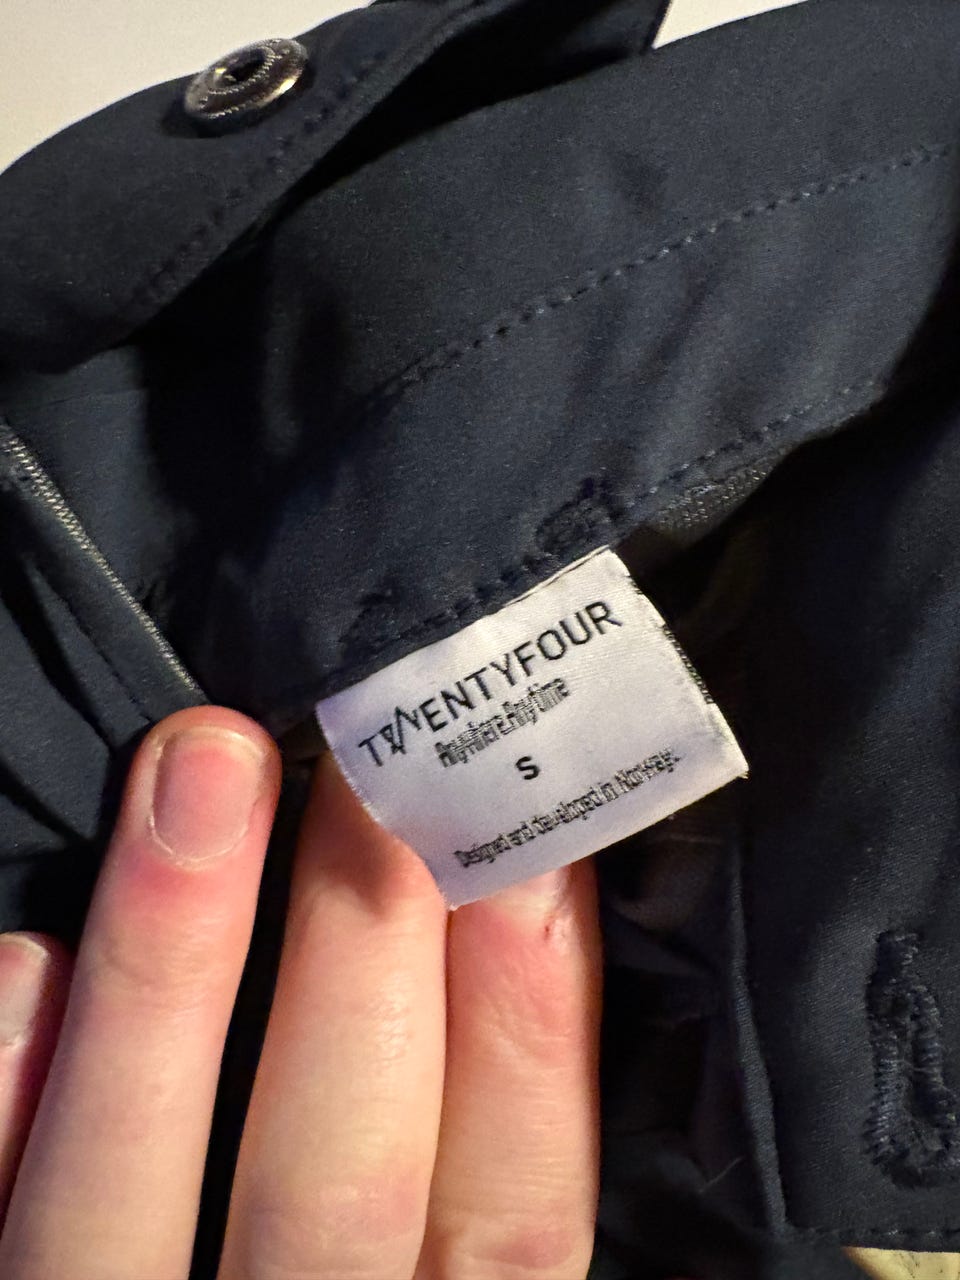 TWENTYFOUR
Anywhere. Anytime
S
Designed and developed in Norway.